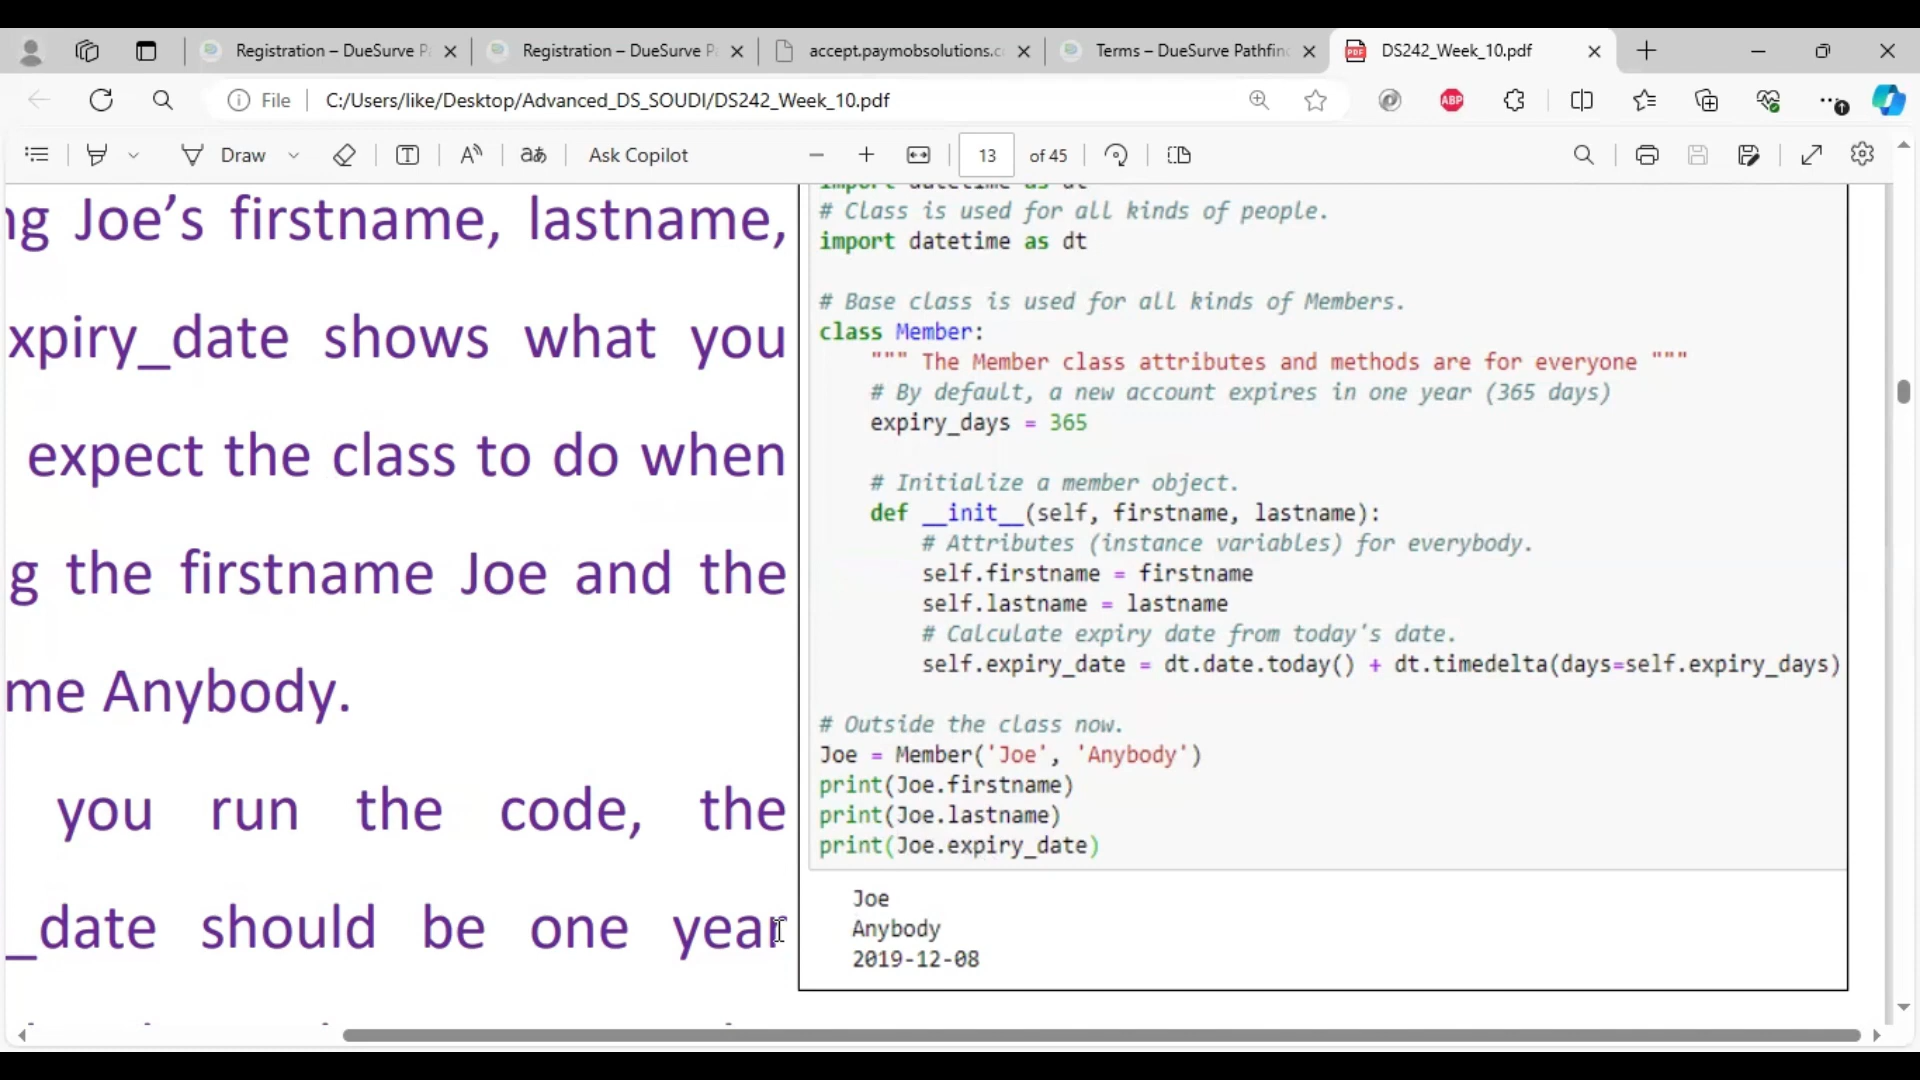 Registration – DueSurve P
Registration – DueSurve P
accept.paymobsolutions.c
Terms – DueSurve Pathfin
DS242_Week_10.pdf
File
C:/Users/like/Desktop/Advanced_DS_SOUDI/DS242_Week_10.pdf
ABP
Draw
Ask Copilot
13
of 45
ng Joe’s firstname, lastname,
xpiry_date shows what you
expect the class to do when
g the firstname Joe and the
me Anybody.
you run the code, the
_date should be one year
import datetime as dt
# Class is used for all kinds of people.
import datetime as dt
# Base class is used for all kinds of Members.
class Member:
""" The Member class attributes and methods are for everyone """
# By default, a new account expires in one year (365 days)
expiry_days = 365
# Initialize a member object.
def __init__(self, firstname, lastname):
# Attributes (instance variables) for everybody.
self.firstname = firstname
self.lastname = lastname
# Calculate expiry date from today's date.
self.expiry_date = dt.date.today() + dt.timedelta(days=self.expiry_days)
# Outside the class now.
Joe = Member('Joe', 'Anybody')
print(Joe.firstname)
print(Joe.lastname)
print(Joe.expiry_date)
Joe
Anybody
2019-12-08